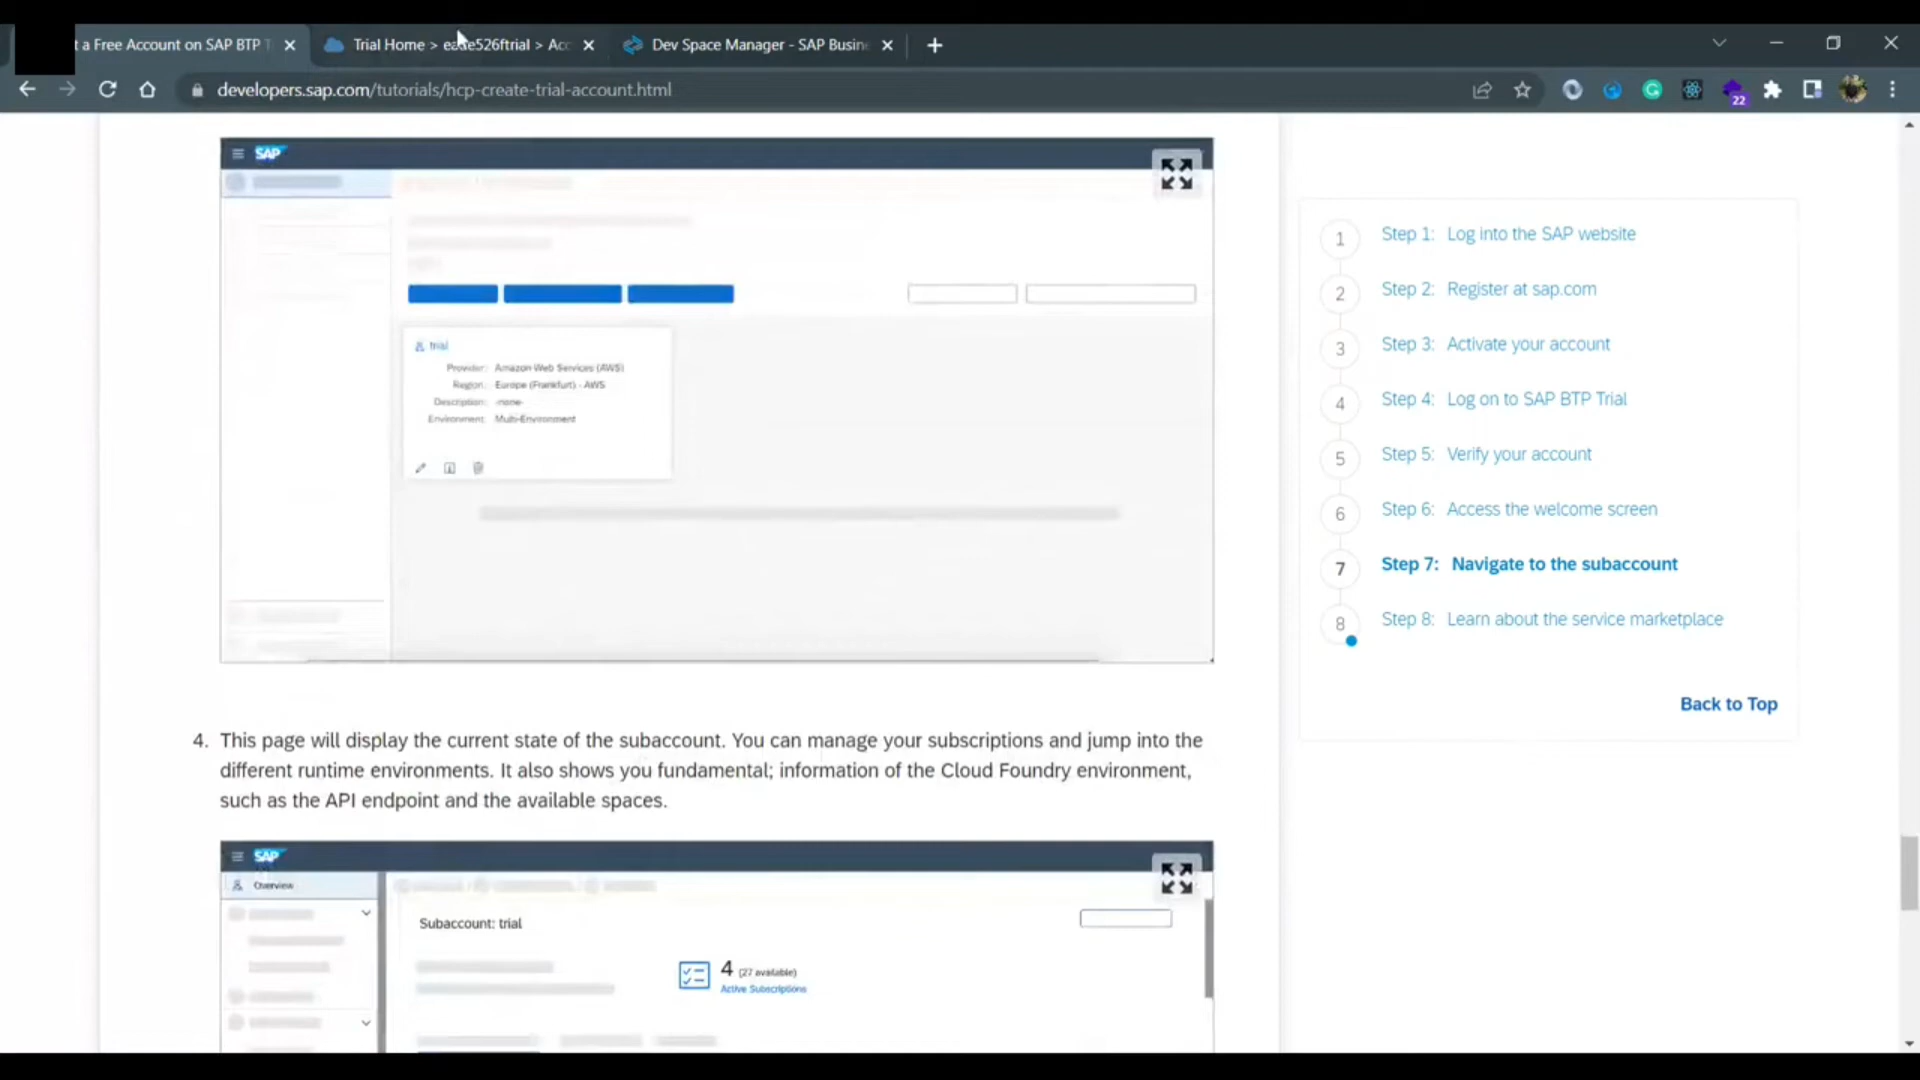 t a Free Account on SAP BTP T
Trial Home > eace526ftrial > Acc
Dev Space Manager - SAP Busine
developers.sap.com/tutorials/hcp-create-trial-account.html
22
SAP
trial
Provider: Amazon Web Services (AWS)
Region: Europe (Frankfurt) - AWS
Description: -none-
Environment: Multi-Environment
1 Step 1: Log into the SAP website
2 Step 2: Register at sap.com
3 Step 3: Activate your account
4 Step 4: Log on to SAP BTP Trial
5 Step 5: Verify your account
6 Step 6: Access the welcome screen
7 Step 7: Navigate to the subaccount
8 Step 8: Learn about the service marketplace
Back to Top
4. This page will display the current state of the subaccount. You can manage your subscriptions and jump into the
different runtime environments. It also shows you fundamental; information of the Cloud Foundry environment,
such as the API endpoint and the available spaces.
SAP
Overview
Subaccount: trial
4 (27 available)
Active Subscriptions